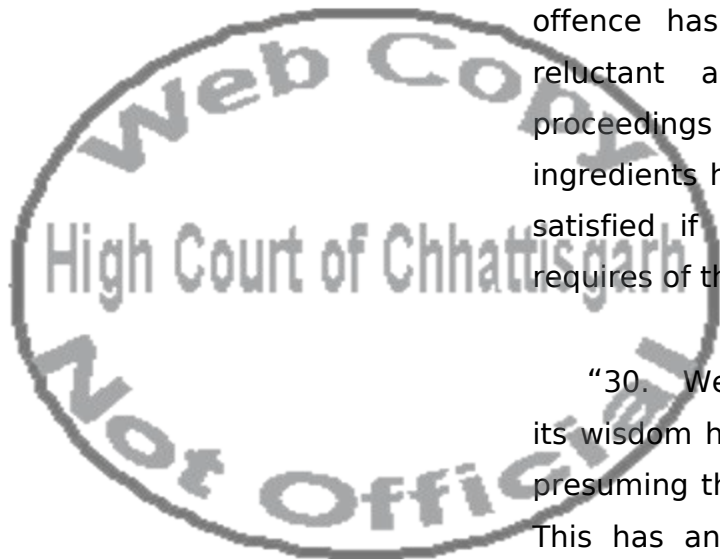 Web Copy
High Court of Chhattisgarh
Not Official
offence has
reluctant a
proceedings
ingredients h
satisfied if
requires of th
“30. We
its wisdom h
presuming th
This has an